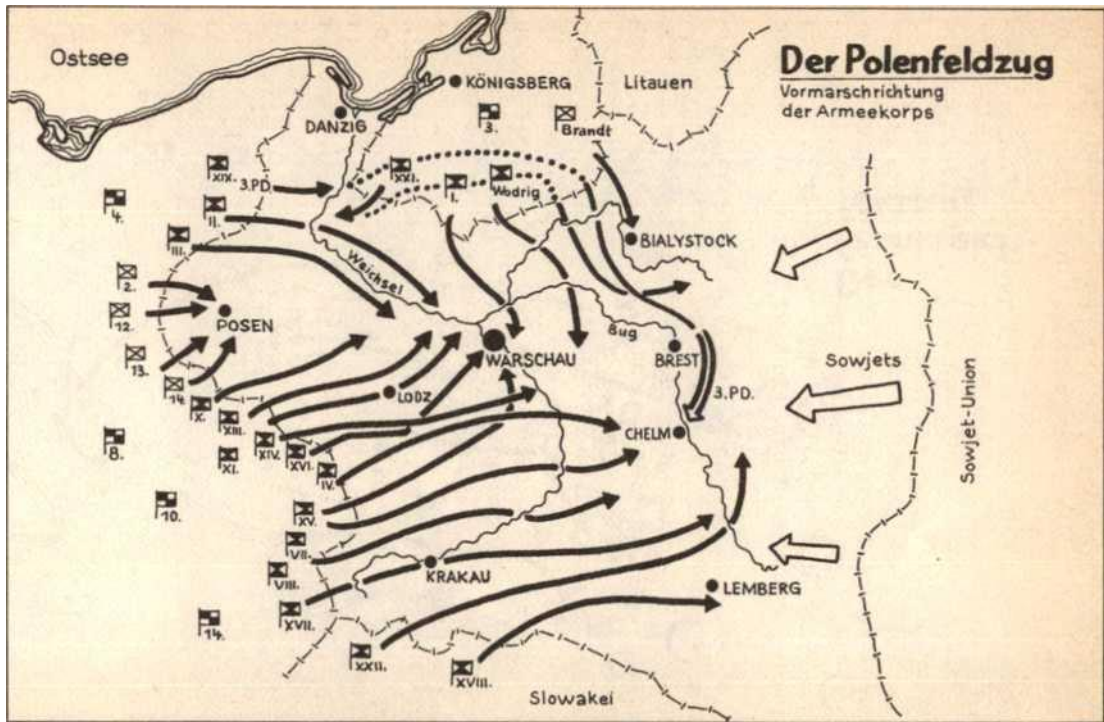 Ostsee
Der Polenfeldzug
Vormarschrichtung
der Armeekorps
Litauen
KÖNIGSBERG
DANZIG
3.
Brandt
XIX.
3.PD.
XXI.
I.
Wodrig
4.
II.
III.
BIALYSTOCK
Weichsel
2.
POSEN
12.
Bug
WARSCHAU
BREST
Sowjets
13.
14.
3.PD.
X.
LODZ
XIII.
XIV.
XVI.
CHELM
8.
XI.
IV.
Sowjet-Union
10.
XV.
VII.
VIII.
KRAKAU
XVII.
LEMBERG
14.
XXII.
XVIII.
Slowakei